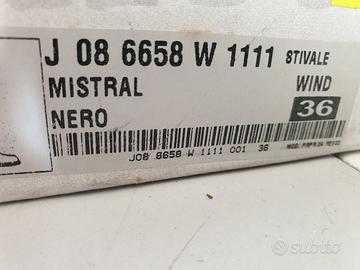 J 08 6658 W 1111 STIVALE
MISTRAL WIND
NERO 36
J08 6658 W 1111 001 36
subito